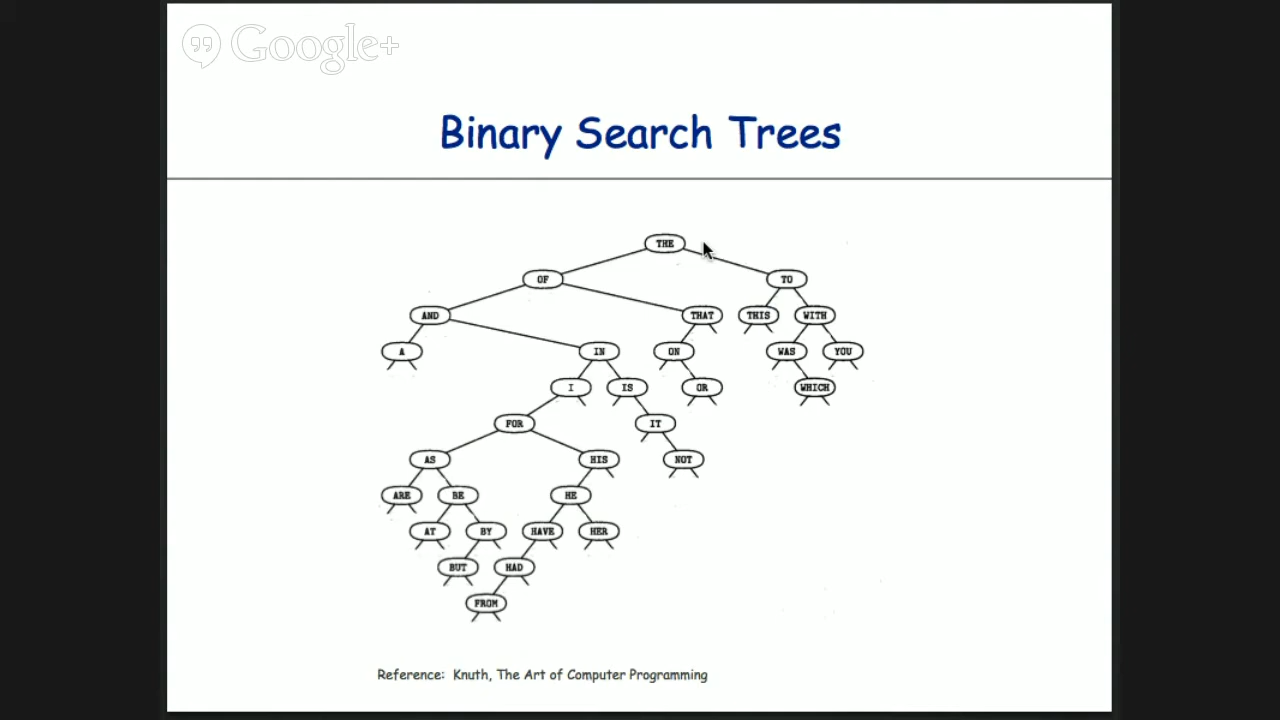 Google+
Binary Search Trees
THE
OF
TO
AND
THAT
THIS
WITH
A
IN
ON
WAS
YOU
I
IS
OR
WHICH
FOR
IT
AS
HIS
NOT
ARE
BE
HE
AT
BY
HAVE
HER
BUT
HAD
FROM
Reference: Knuth, The Art of Computer Programming